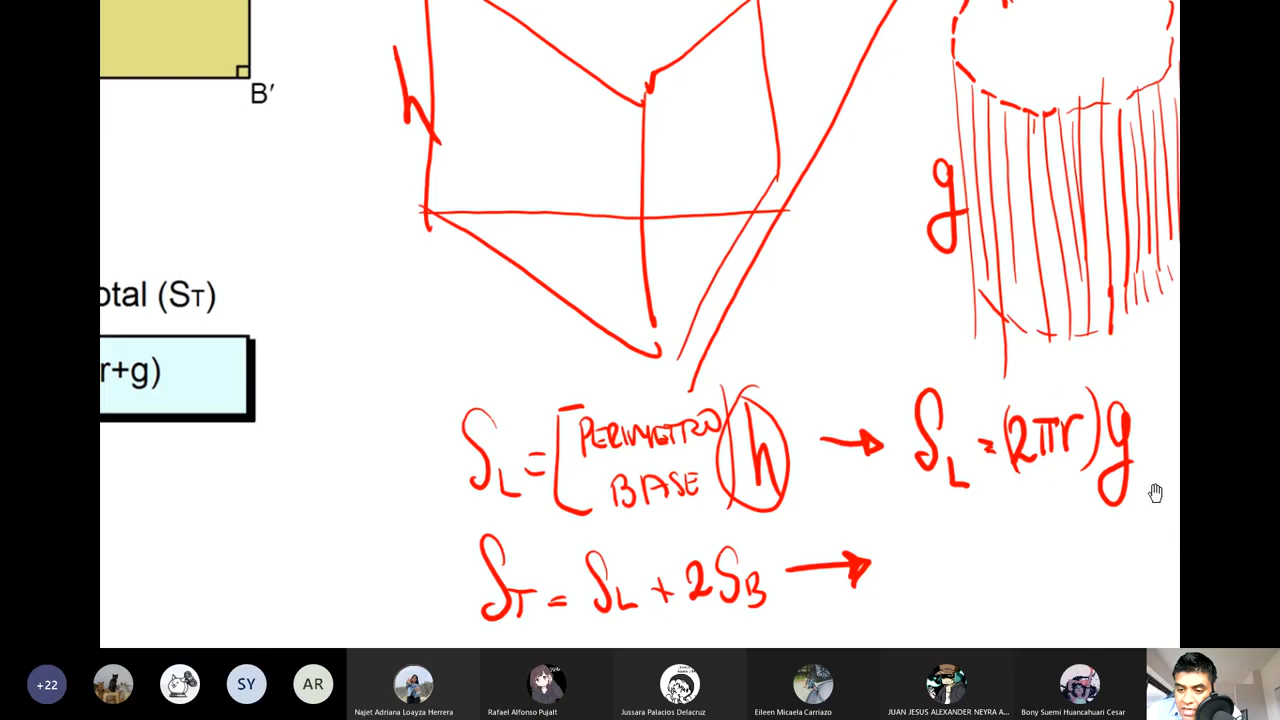 B'
h
g
otal (ST)
r+g)
SL = [PERIMETRO BASE] h → SL = (2πr) g
ST = SL + 2SB →
+22
SY
AR
Najet Adriana Loayza Herrera
Rafael Alfonso Pujalt
Jussara Palacios Delacruz
Eileen Micaela Carriazo
JUAN JESUS ALEXANDER NEYRA A...
Bony Suemi Huancahuari Cesar